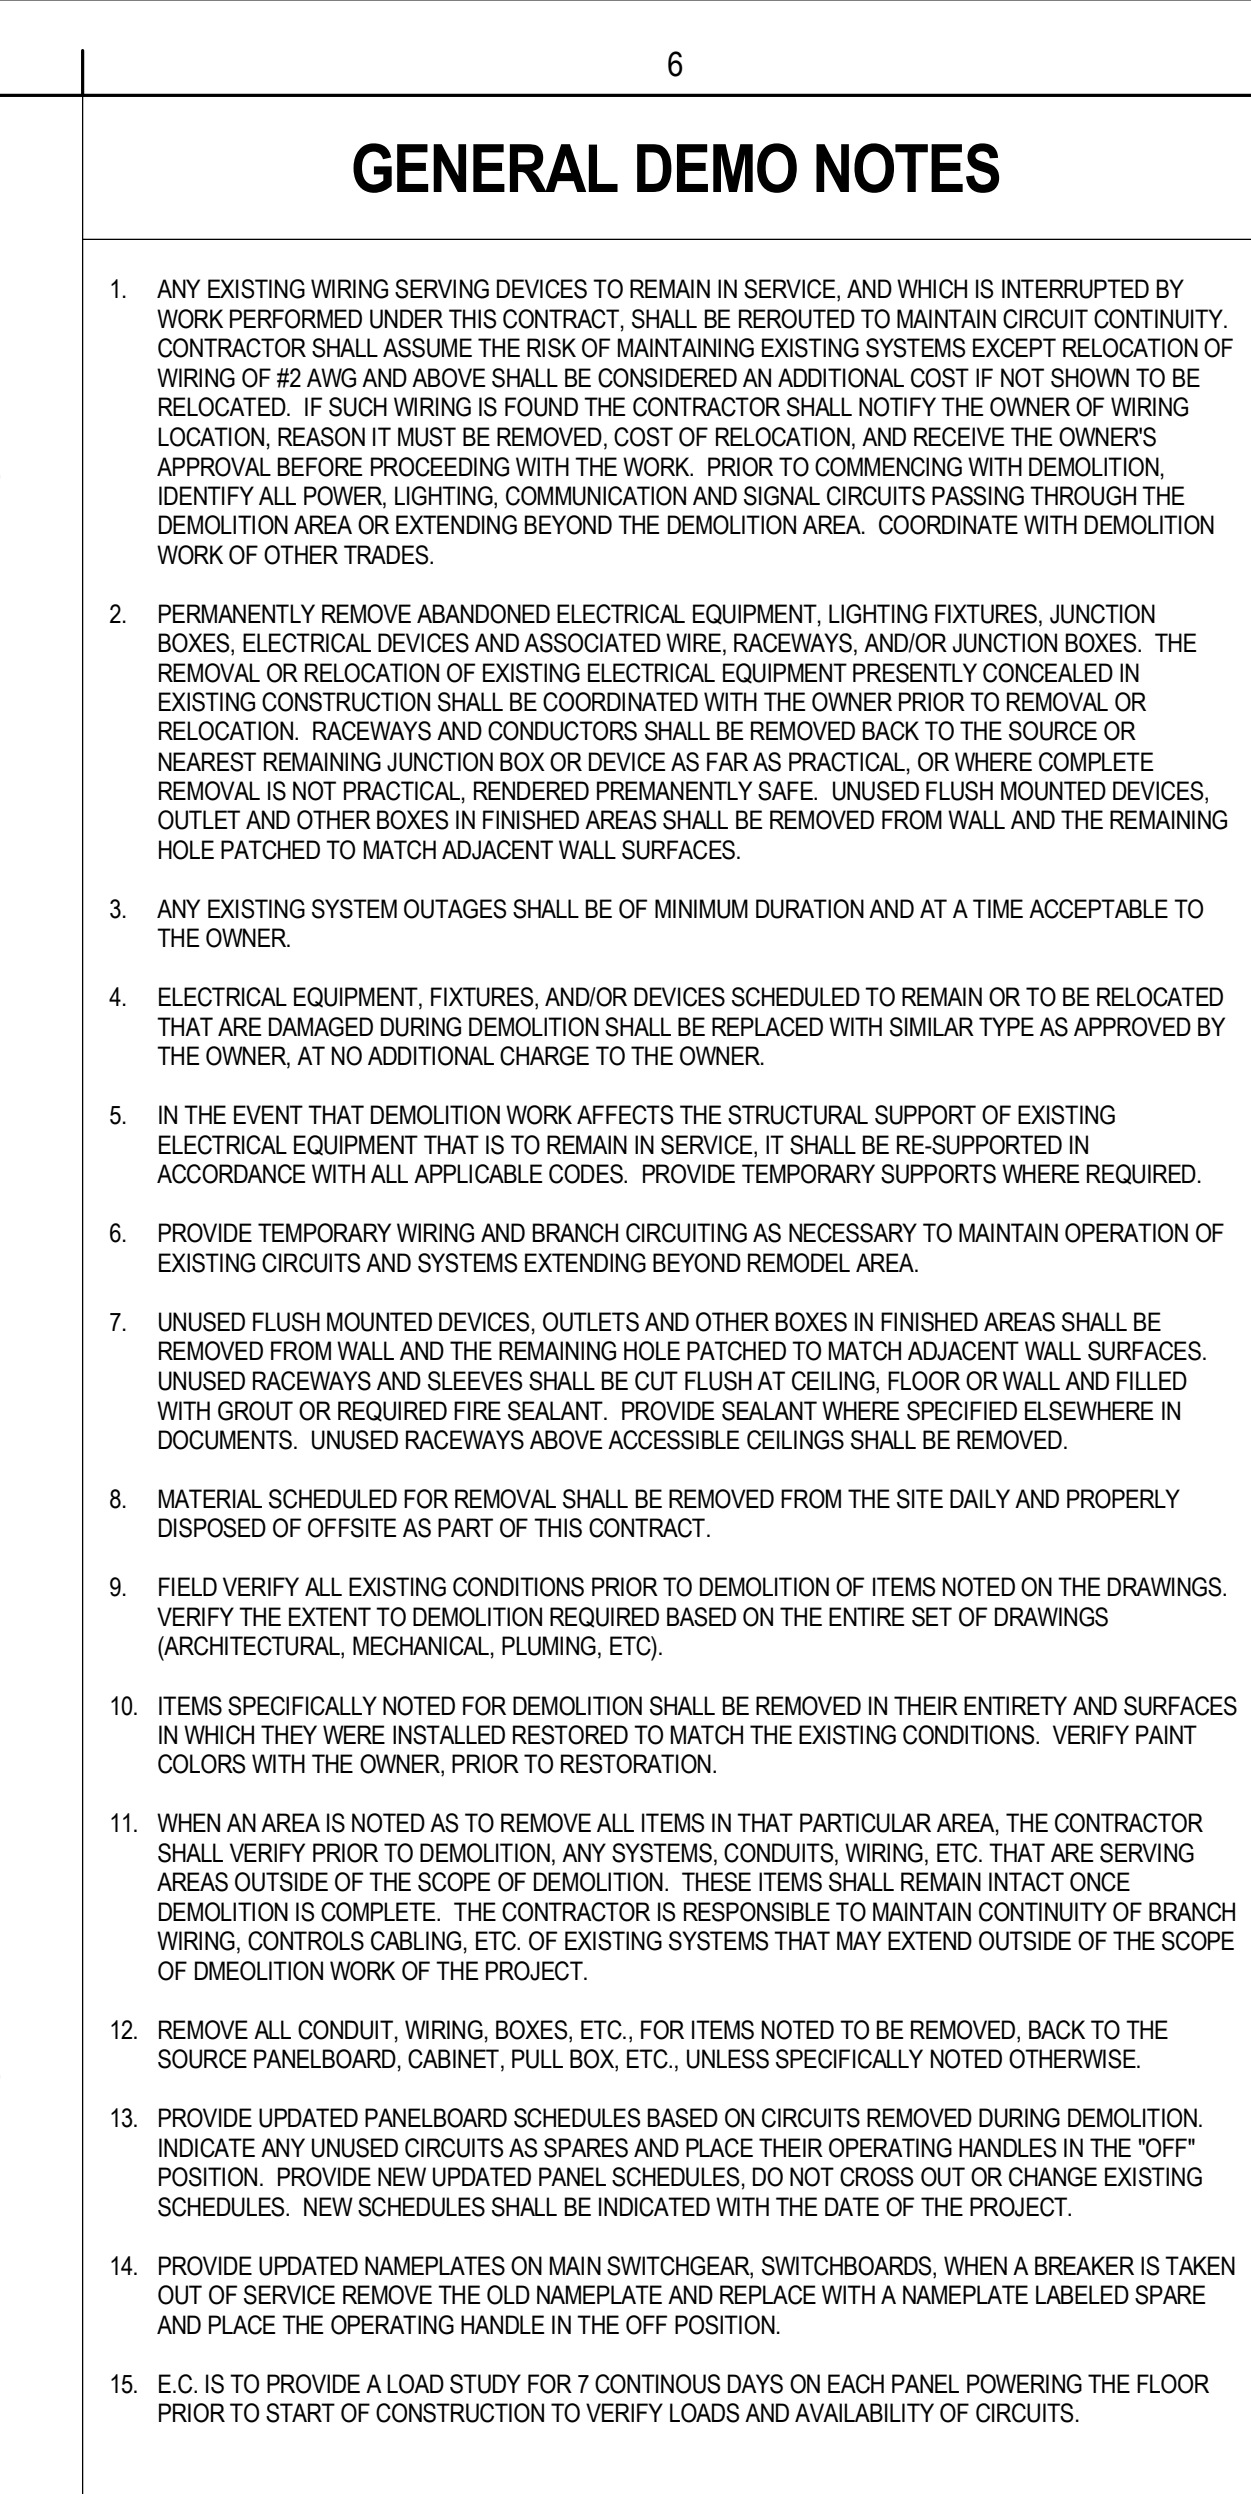 6
GENERAL DEMO NOTES
1. ANY EXISTING WIRING SERVING DEVICES TO REMAIN IN SERVICE, AND WHICH IS INTERRUPTED BY
WORK PERFORMED UNDER THIS CONTRACT, SHALL BE REROUTED TO MAINTAIN CIRCUIT CONTINUITY.
CONTRACTOR SHALL ASSUME THE RISK OF MAINTAINING EXISTING SYSTEMS EXCEPT RELOCATION OF
WIRING OF #2 AWG AND ABOVE SHALL BE CONSIDERED AN ADDITIONAL COST IF NOT SHOWN TO BE
RELOCATED. IF SUCH WIRING IS FOUND THE CONTRACTOR SHALL NOTIFY THE OWNER OF WIRING
LOCATION, REASON IT MUST BE REMOVED, COST OF RELOCATION, AND RECEIVE THE OWNER'S
APPROVAL BEFORE PROCEEDING WITH THE WORK. PRIOR TO COMMENCING WITH DEMOLITION,
IDENTIFY ALL POWER, LIGHTING, COMMUNICATION AND SIGNAL CIRCUITS PASSING THROUGH THE
DEMOLITION AREA OR EXTENDING BEYOND THE DEMOLITION AREA. COORDINATE WITH DEMOLITION
WORK OF OTHER TRADES.
2. PERMANENTLY REMOVE ABANDONED ELECTRICAL EQUIPMENT, LIGHTING FIXTURES, JUNCTION
BOXES, ELECTRICAL DEVICES AND ASSOCIATED WIRE, RACEWAYS, AND/OR JUNCTION BOXES. THE
REMOVAL OR RELOCATION OF EXISTING ELECTRICAL EQUIPMENT PRESENTLY CONCEALED IN
EXISTING CONSTRUCTION SHALL BE COORDINATED WITH THE OWNER PRIOR TO REMOVAL OR
RELOCATION. RACEWAYS AND CONDUCTORS SHALL BE REMOVED BACK TO THE SOURCE OR
NEAREST REMAINING JUNCTION BOX OR DEVICE AS FAR AS PRACTICAL, OR WHERE COMPLETE
REMOVAL IS NOT PRACTICAL, RENDERED PREMANENTLY SAFE. UNUSED FLUSH MOUNTED DEVICES,
OUTLET AND OTHER BOXES IN FINISHED AREAS SHALL BE REMOVED FROM WALL AND THE REMAINING
HOLE PATCHED TO MATCH ADJACENT WALL SURFACES.
3. ANY EXISTING SYSTEM OUTAGES SHALL BE OF MINIMUM DURATION AND AT A TIME ACCEPTABLE TO
THE OWNER.
4. ELECTRICAL EQUIPMENT, FIXTURES, AND/OR DEVICES SCHEDULED TO REMAIN OR TO BE RELOCATED
THAT ARE DAMAGED DURING DEMOLITION SHALL BE REPLACED WITH SIMILAR TYPE AS APPROVED BY
THE OWNER, AT NO ADDITIONAL CHARGE TO THE OWNER.
5. IN THE EVENT THAT DEMOLITION WORK AFFECTS THE STRUCTURAL SUPPORT OF EXISTING
ELECTRICAL EQUIPMENT THAT IS TO REMAIN IN SERVICE, IT SHALL BE RE-SUPPORTED IN
ACCORDANCE WITH ALL APPLICABLE CODES. PROVIDE TEMPORARY SUPPORTS WHERE REQUIRED.
6. PROVIDE TEMPORARY WIRING AND BRANCH CIRCUITING AS NECESSARY TO MAINTAIN OPERATION OF
EXISTING CIRCUITS AND SYSTEMS EXTENDING BEYOND REMODEL AREA.
7. UNUSED FLUSH MOUNTED DEVICES, OUTLETS AND OTHER BOXES IN FINISHED AREAS SHALL BE
REMOVED FROM WALL AND THE REMAINING HOLE PATCHED TO MATCH ADJACENT WALL SURFACES.
UNUSED RACEWAYS AND SLEEVES SHALL BE CUT FLUSH AT CEILING, FLOOR OR WALL AND FILLED
WITH GROUT OR REQUIRED FIRE SEALANT. PROVIDE SEALANT WHERE SPECIFIED ELSEWHERE IN
DOCUMENTS. UNUSED RACEWAYS ABOVE ACCESSIBLE CEILINGS SHALL BE REMOVED.
8. MATERIAL SCHEDULED FOR REMOVAL SHALL BE REMOVED FROM THE SITE DAILY AND PROPERLY
DISPOSED OF OFFSITE AS PART OF THIS CONTRACT.
9. FIELD VERIFY ALL EXISTING CONDITIONS PRIOR TO DEMOLITION OF ITEMS NOTED ON THE DRAWINGS.
VERIFY THE EXTENT TO DEMOLITION REQUIRED BASED ON THE ENTIRE SET OF DRAWINGS
(ARCHITECTURAL, MECHANICAL, PLUMING, ETC).
10. ITEMS SPECIFICALLY NOTED FOR DEMOLITION SHALL BE REMOVED IN THEIR ENTIRETY AND SURFACES
IN WHICH THEY WERE INSTALLED RESTORED TO MATCH THE EXISTING CONDITIONS. VERIFY PAINT
COLORS WITH THE OWNER, PRIOR TO RESTORATION.
11. WHEN AN AREA IS NOTED AS TO REMOVE ALL ITEMS IN THAT PARTICULAR AREA, THE CONTRACTOR
SHALL VERIFY PRIOR TO DEMOLITION, ANY SYSTEMS, CONDUITS, WIRING, ETC. THAT ARE SERVING
AREAS OUTSIDE OF THE SCOPE OF DEMOLITION. THESE ITEMS SHALL REMAIN INTACT ONCE
DEMOLITION IS COMPLETE. THE CONTRACTOR IS RESPONSIBLE TO MAINTAIN CONTINUITY OF BRANCH
WIRING, CONTROLS CABLING, ETC. OF EXISTING SYSTEMS THAT MAY EXTEND OUTSIDE OF THE SCOPE
OF DMEOLITION WORK OF THE PROJECT.
12. REMOVE ALL CONDUIT, WIRING, BOXES, ETC., FOR ITEMS NOTED TO BE REMOVED, BACK TO THE
SOURCE PANELBOARD, CABINET, PULL BOX, ETC., UNLESS SPECIFICALLY NOTED OTHERWISE.
13. PROVIDE UPDATED PANELBOARD SCHEDULES BASED ON CIRCUITS REMOVED DURING DEMOLITION.
INDICATE ANY UNUSED CIRCUITS AS SPARES AND PLACE THEIR OPERATING HANDLES IN THE "OFF"
POSITION. PROVIDE NEW UPDATED PANEL SCHEDULES, DO NOT CROSS OUT OR CHANGE EXISTING
SCHEDULES. NEW SCHEDULES SHALL BE INDICATED WITH THE DATE OF THE PROJECT.
14. PROVIDE UPDATED NAMEPLATES ON MAIN SWITCHGEAR, SWITCHBOARDS, WHEN A BREAKER IS TAKEN
OUT OF SERVICE REMOVE THE OLD NAMEPLATE AND REPLACE WITH A NAMEPLATE LABELED SPARE
AND PLACE THE OPERATING HANDLE IN THE OFF POSITION.
15. E.C. IS TO PROVIDE A LOAD STUDY FOR 7 CONTINOUS DAYS ON EACH PANEL POWERING THE FLOOR
PRIOR TO START OF CONSTRUCTION TO VERIFY LOADS AND AVAILABILITY OF CIRCUITS.